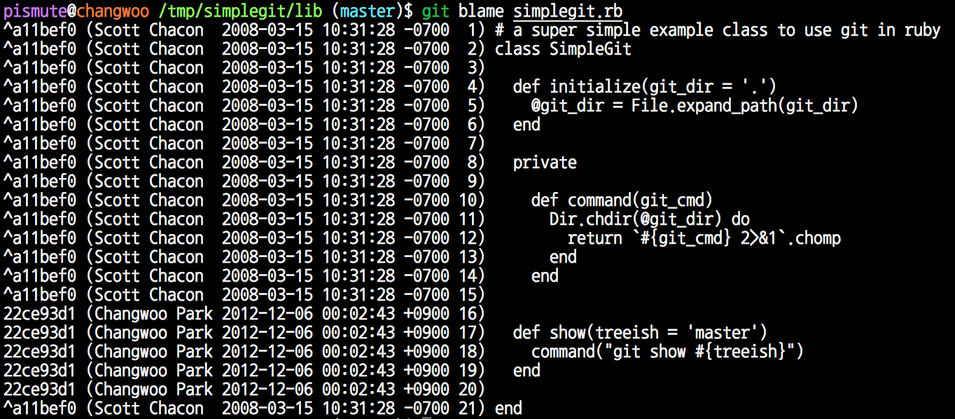 pismute@changwoo /tmp/simplegit/lib (master)$ git blame simplegit.rb
^a11bef0 (Scott Chacon  2008-03-15 10:31:28 -0700  1) # a super simple example class to use git in ruby
^a11bef0 (Scott Chacon  2008-03-15 10:31:28 -0700  2) class SimpleGit
^a11bef0 (Scott Chacon  2008-03-15 10:31:28 -0700  3)
^a11bef0 (Scott Chacon  2008-03-15 10:31:28 -0700  4)   def initialize(git_dir = '.')
^a11bef0 (Scott Chacon  2008-03-15 10:31:28 -0700  5)     @git_dir = File.expand_path(git_dir)
^a11bef0 (Scott Chacon  2008-03-15 10:31:28 -0700  6)   end
^a11bef0 (Scott Chacon  2008-03-15 10:31:28 -0700  7)
^a11bef0 (Scott Chacon  2008-03-15 10:31:28 -0700  8)   private
^a11bef0 (Scott Chacon  2008-03-15 10:31:28 -0700  9)
^a11bef0 (Scott Chacon  2008-03-15 10:31:28 -0700 10)     def command(git_cmd)
^a11bef0 (Scott Chacon  2008-03-15 10:31:28 -0700 11)       Dir.chdir(@git_dir) do
^a11bef0 (Scott Chacon  2008-03-15 10:31:28 -0700 12)         return `#{git_cmd} 2>&1`.chomp
^a11bef0 (Scott Chacon  2008-03-15 10:31:28 -0700 13)       end
^a11bef0 (Scott Chacon  2008-03-15 10:31:28 -0700 14)     end
^a11bef0 (Scott Chacon  2008-03-15 10:31:28 -0700 15)
22ce93d1 (Changwoo Park 2012-12-06 00:02:43 +0900 16)
22ce93d1 (Changwoo Park 2012-12-06 00:02:43 +0900 17)   def show(treeish = 'master')
22ce93d1 (Changwoo Park 2012-12-06 00:02:43 +0900 18)     command("git show #{treeish}")
22ce93d1 (Changwoo Park 2012-12-06 00:02:43 +0900 19)   end
22ce93d1 (Changwoo Park 2012-12-06 00:02:43 +0900 20)
^a11bef0 (Scott Chacon  2008-03-15 10:31:28 -0700 21) end